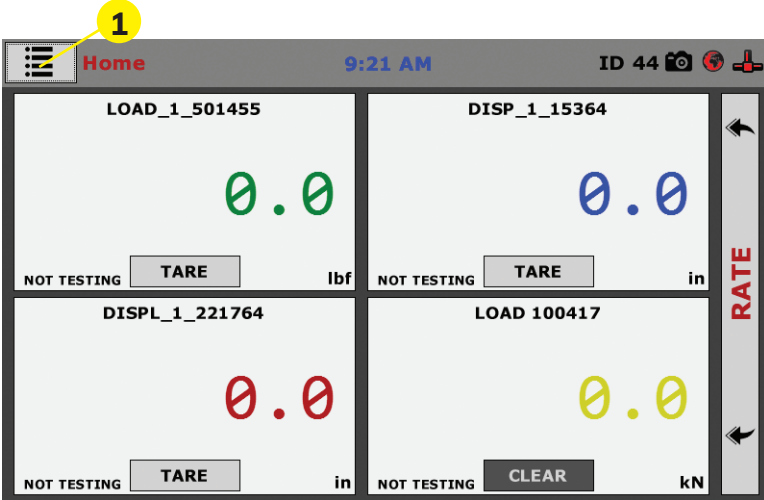 1
Home 9:21 AM ID 44
LOAD_1_501455
0.0
NOT TESTING TARE lbf
DISP_1_15364
0.0
NOT TESTING TARE in
DISPL_1_221764
0.0
NOT TESTING TARE in
LOAD 100417
0.0
NOT TESTING CLEAR kN
RATE